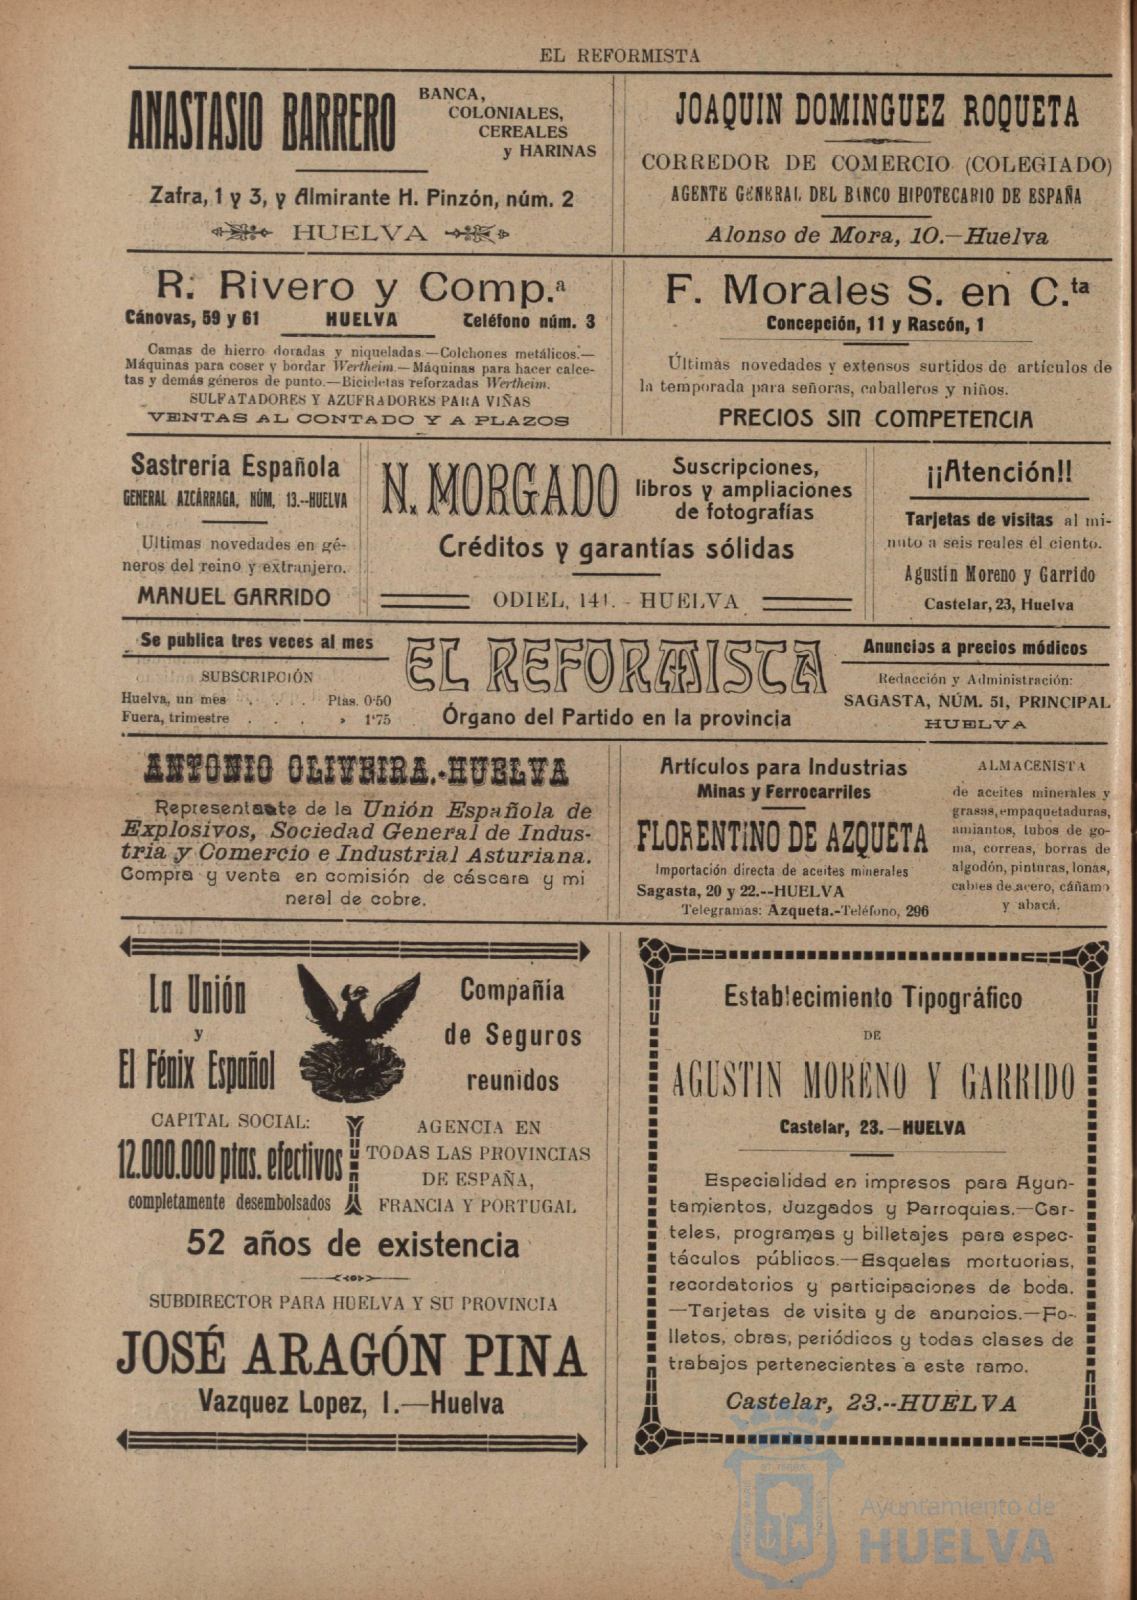 EL REFORMISTA
ANASTASIO BARRERO
BANCA,
COLONIALES,
CEREALES
y HARINAS
Zafra, 1 y 3, y Almirante H. Pinzón, núm. 2
HUELVA
JOAQUIN DOMINGUEZ ROQUETA
CORREDOR DE COMERCIO (COLEGIADO)
AGENTE GENERAL DEL BANCO HIPOTECARIO DE ESPAÑA
Alonso de Mora, 10.—Huelva
R. Rivero y Comp.ª
Cánovas, 59 y 61 HUELVA Teléfono núm. 3
Camas de hierro doradas y niqueladas.—Colchones metálicos.—
Máquinas para coser y bordar Wertheim.—Máquinas para hacer calce-
tas y demás géneros de punto.—Bicicletas reforzadas Wertheim.
SULFATADORES Y AZUFRADORES PARA VIÑAS
VENTAS AL CONTADO Y A PLAZOS
F. Morales S. en C.ta
Concepción, 11 y Rascón, 1
Últimas novedades y extensos surtidos de artículos de
la temporada para señoras, caballeros y niños.
PRECIOS SIN COMPETENCIA
Sastrería Española
GENERAL AZCÁRRAGA, NÚM, 13.--HUELVA
Ultimas novedades en gé-
neros del reino y extranjero.
MANUEL GARRIDO
N. MORGADO
Suscripciones,
libros y ampliaciones
de fotografías
Créditos y garantías sólidas
ODIEL, 141. - HUELVA
¡¡Atención!!
Tarjetas de visitas al mi-
nuto a seis reales el ciento.
Agustin Moreno y Garrido
Castelar, 23, Huelva
Se publica tres veces al mes
SUBSCRIPCIÓN
Huelva, un mes . . . Ptas. 0·50
Fuera, trimestre . . . » 1'75
EL REFORMISTA
Órgano del Partido en la provincia
Anuncios a precios módicos
Redacción y Administración:
SAGASTA, NÚM. 51, PRINCIPAL
HUELVA
ANTONIO OLIVEIRA.-HUELVA
Representante de la Unión Española de
Explosivos, Sociedad General de Indus-
tria y Comercio e Industrial Asturiana.
Compra y venta en comisión de cáscara y mi
neral de cobre.
Artículos para Industrias
Minas y Ferrocarriles
FLORENTINO DE AZQUETA
Importación directa de aceites minerales
Sagasta, 20 y 22.--HUELVA
Telegramas: Azqueta.-Teléfono, 296
ALMACENISTA
de aceites minerales y
grasas, empaquetaduras,
amiantos, tubos de go-
ma, correas, borras de
algodón, pinturas, lonas,
cables de acero, cáñamo
y abacá.
La Unión
y
El Fénix Español
Compañía
de Seguros
reunidos
CAPITAL SOCIAL:
12.000.000 ptas. efectivos
completamente desembolsados
AGENCIA EN
TODAS LAS PROVINCIAS
DE ESPAÑA,
FRANCIA Y PORTUGAL
52 años de existencia
SUBDIRECTOR PARA HUELVA Y SU PROVINCIA
JOSÉ ARAGÓN PINA
Vazquez Lopez, 1.—Huelva
Establecimiento Tipográfico
DE
AGUSTIN MORENO Y GARRIDO
Castelar, 23.—HUELVA
Especialidad en impresos para Ayun-
tamientos, Juzgados y Parroquias.—Car-
teles, programas y billetajes para espec-
táculos públicos.—Esquelas mortuorias,
recordatorios y participaciones de boda.
—Tarjetas de visita y de anuncios.—Fo-
lletos, obras, periódicos y todas clases de
trabajos pertenecientes a este ramo.
Castelar, 23.--HUELVA
Ayuntamiento de
HUELVA